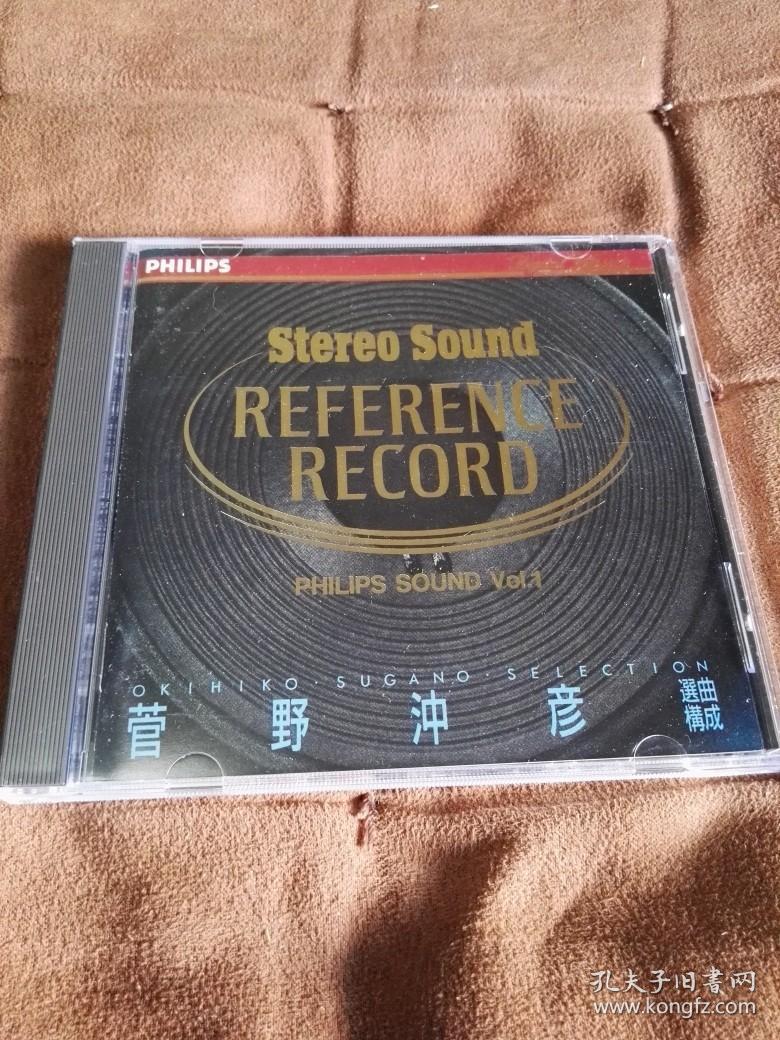 PHILIPS
Stereo Sound
REFERENCE
RECORD
PHILIPS SOUND Vol.1
OKIHIKO · SUGANO · SELECTION
菅野沖彦 選曲
構成
孔夫子旧書网
www.kongfz.com